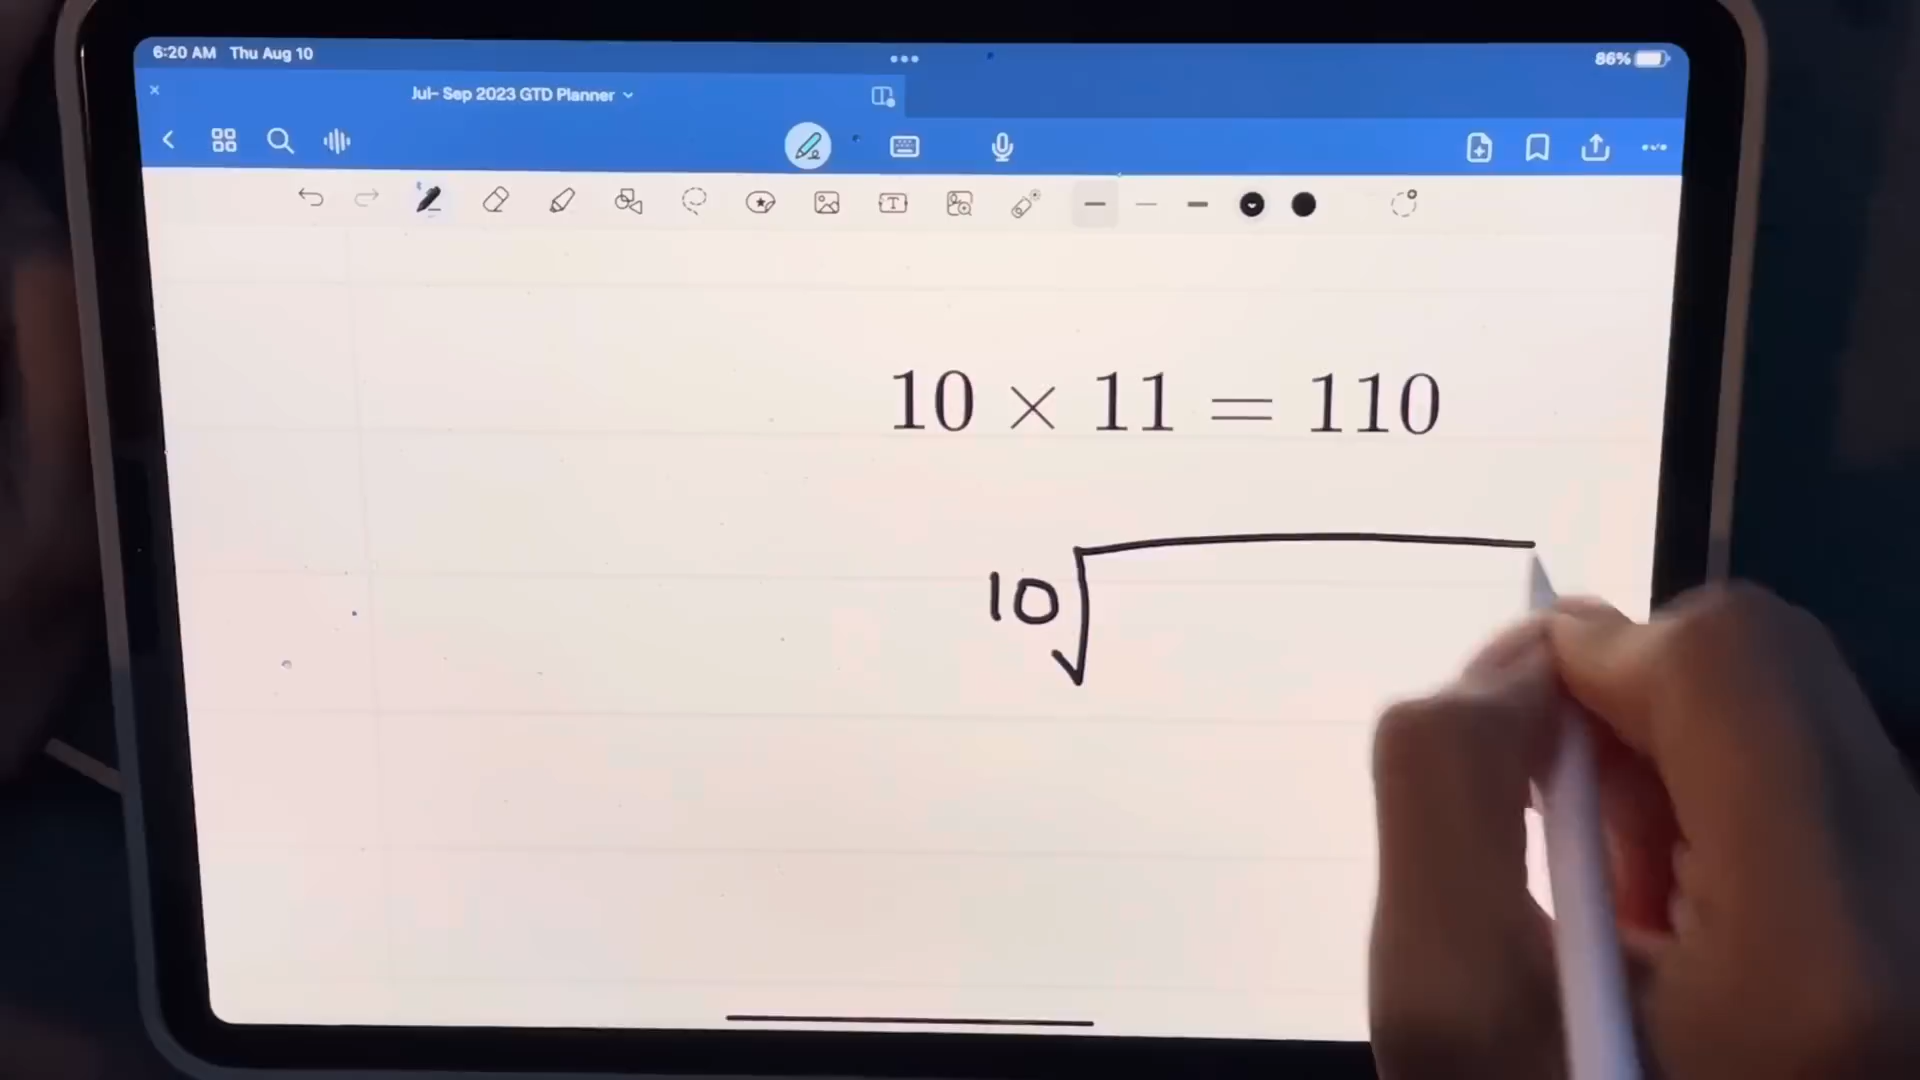 6:20 AM Thu Aug 10
86%
Jul- Sep 2023 GTD Planner
10 × 11 = 110
10